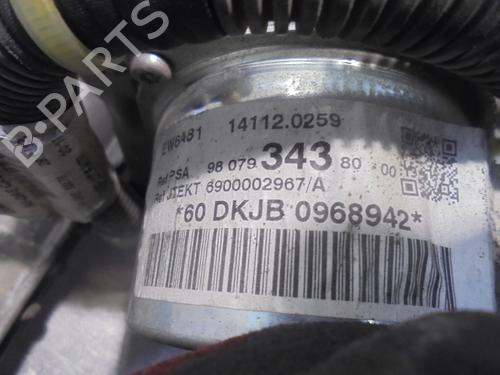 B-PARTS
EW6481 14112.0259
Ref PSA 98 079 343 80 -00
Ref JTEKT 6900002967/A
*60 DKJB 0968942*